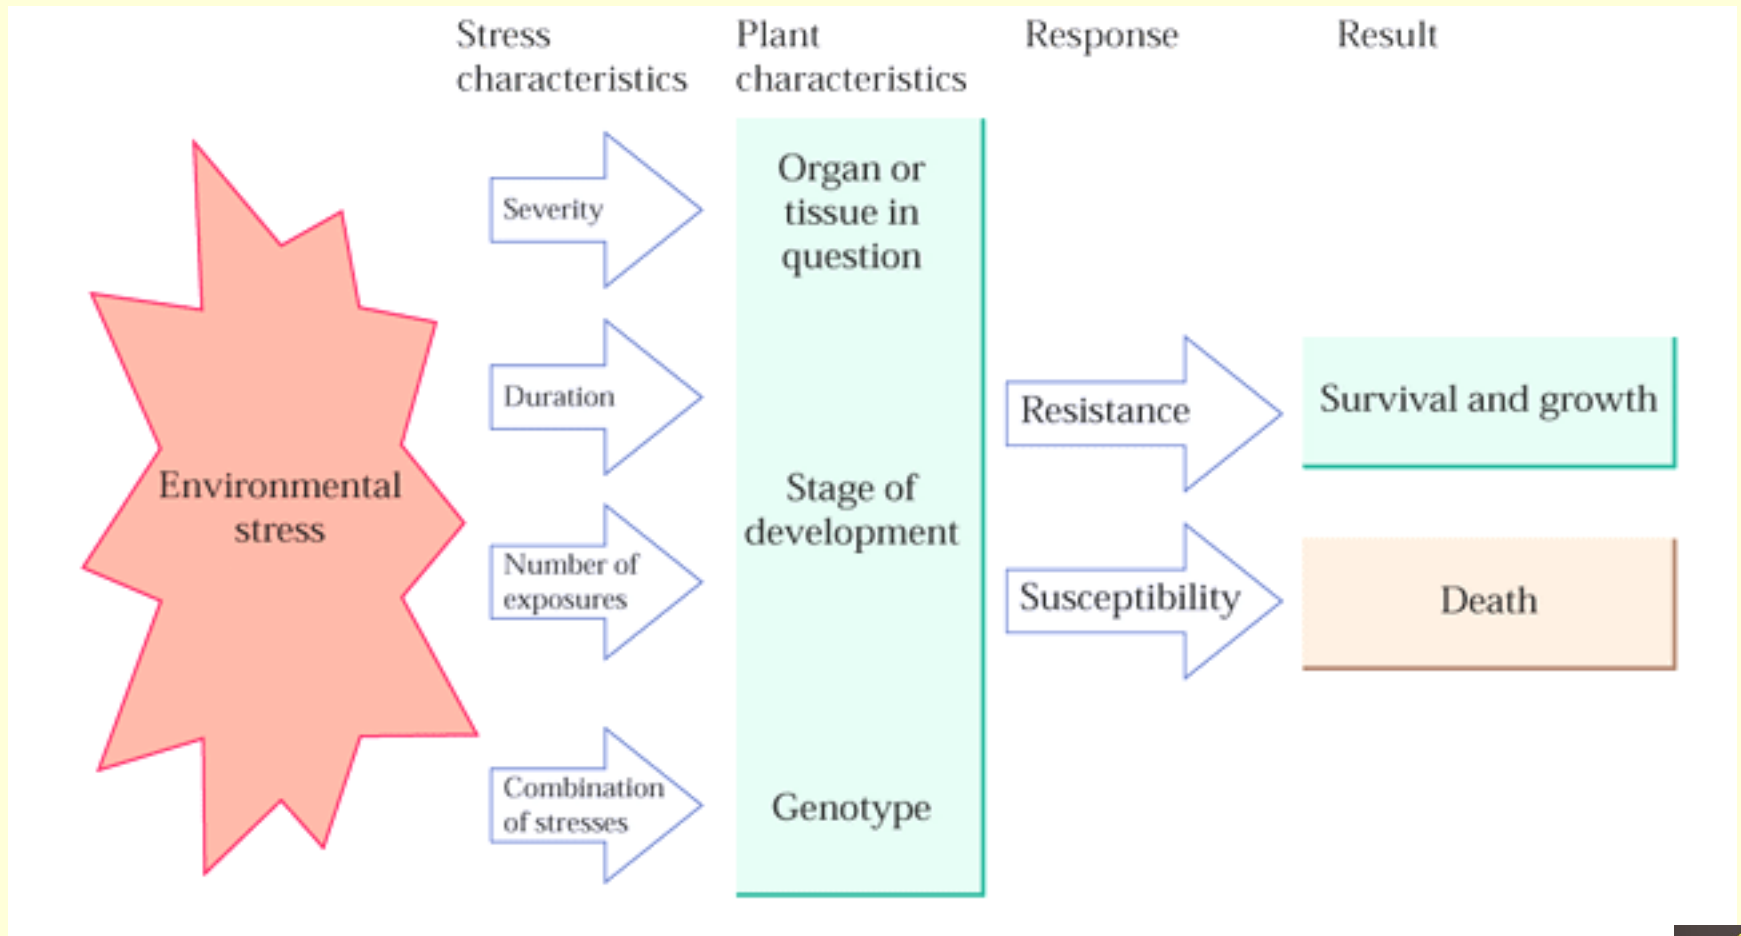 Stress
characteristics
Plant
characteristics
Response
Result
Environmental
stress
Severity
Duration
Number of
exposures
Combination
of stresses
Organ or
tissue in
question
Stage of
development
Genotype
Resistance
Susceptibility
Survival and growth
Death